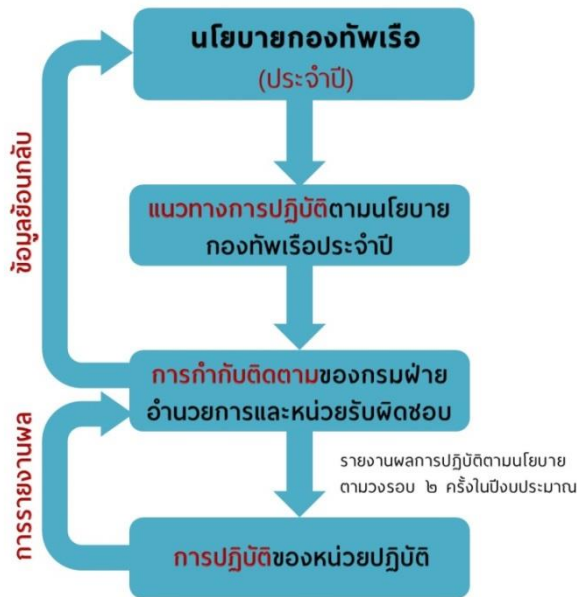 นโยบายกองทัพเรือ
(ประจำปี)
แนวทางการปฏิบัติตามนโยบาย
กองทัพเรือประจำปี
ข้อมูลย้อนกลับ
การกำกับติดตามของกรมฝ่าย
อำนวยการและหน่วยรับผิดชอบ
รายงานผลการปฏิบัติตามนโยบาย
ตามวงรอบ ๒ ครั้งในปีงบประมาณ
การรายงานผล
การปฏิบัติของหน่วยปฏิบัติ